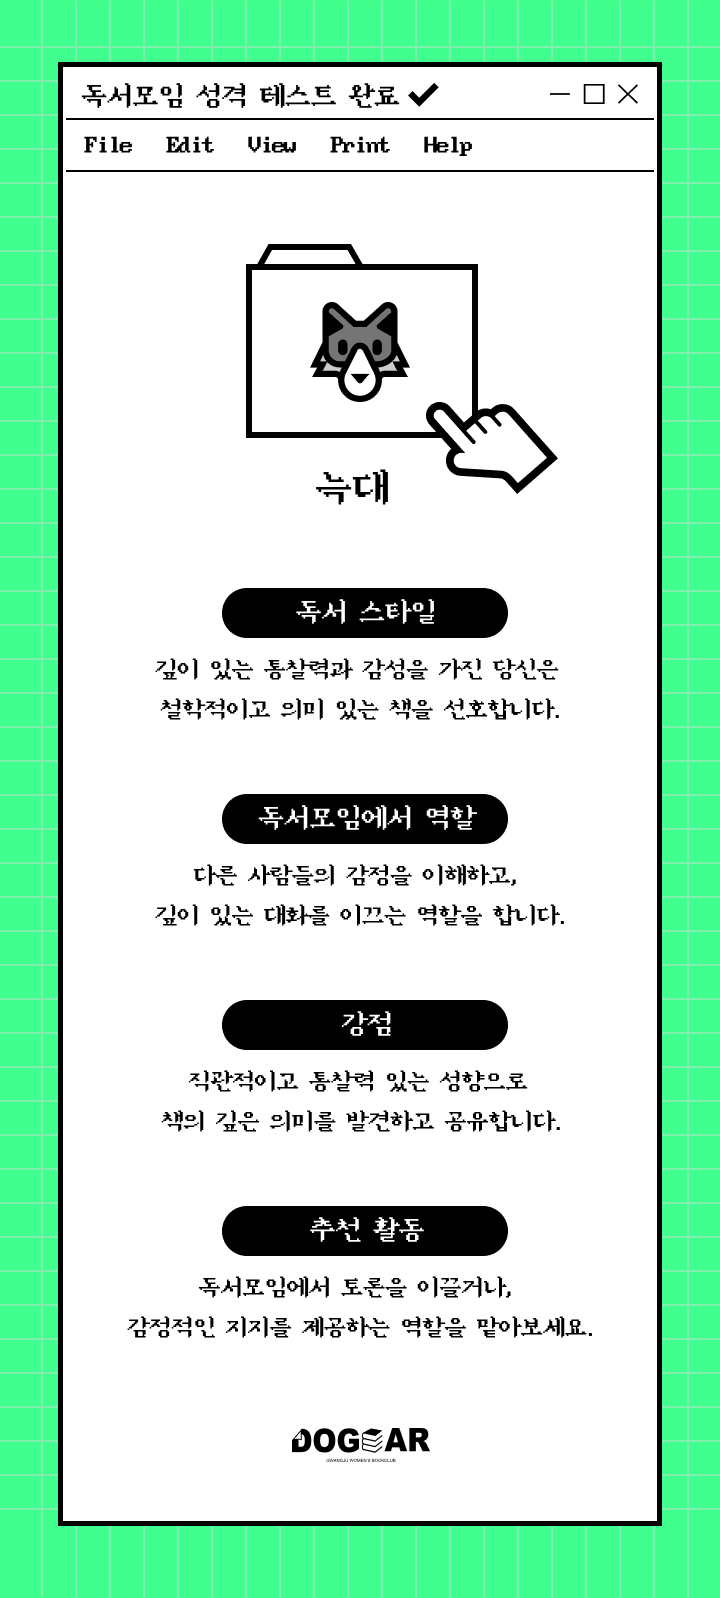 독서모임 성격 테스트 완료
File Edit View Print Help
늑대
독서 스타일
깊이 있는 통찰력과 감성을 가진 당신은
철학적이고 의미 있는 책을 선호합니다.
독서모임에서 역할
다른 사람들의 감정을 이해하고,
깊이 있는 대화를 이끄는 역할을 합니다.
강점
직관적이고 통찰력 있는 성향으로
책의 깊은 의미를 발견하고 공유합니다.
추천 활동
독서모임에서 토론을 이끌거나,
감정적인 지지를 제공하는 역할을 맡아보세요.
DOGEAR
GWANGJU WOMEN'S BOOKCLUB